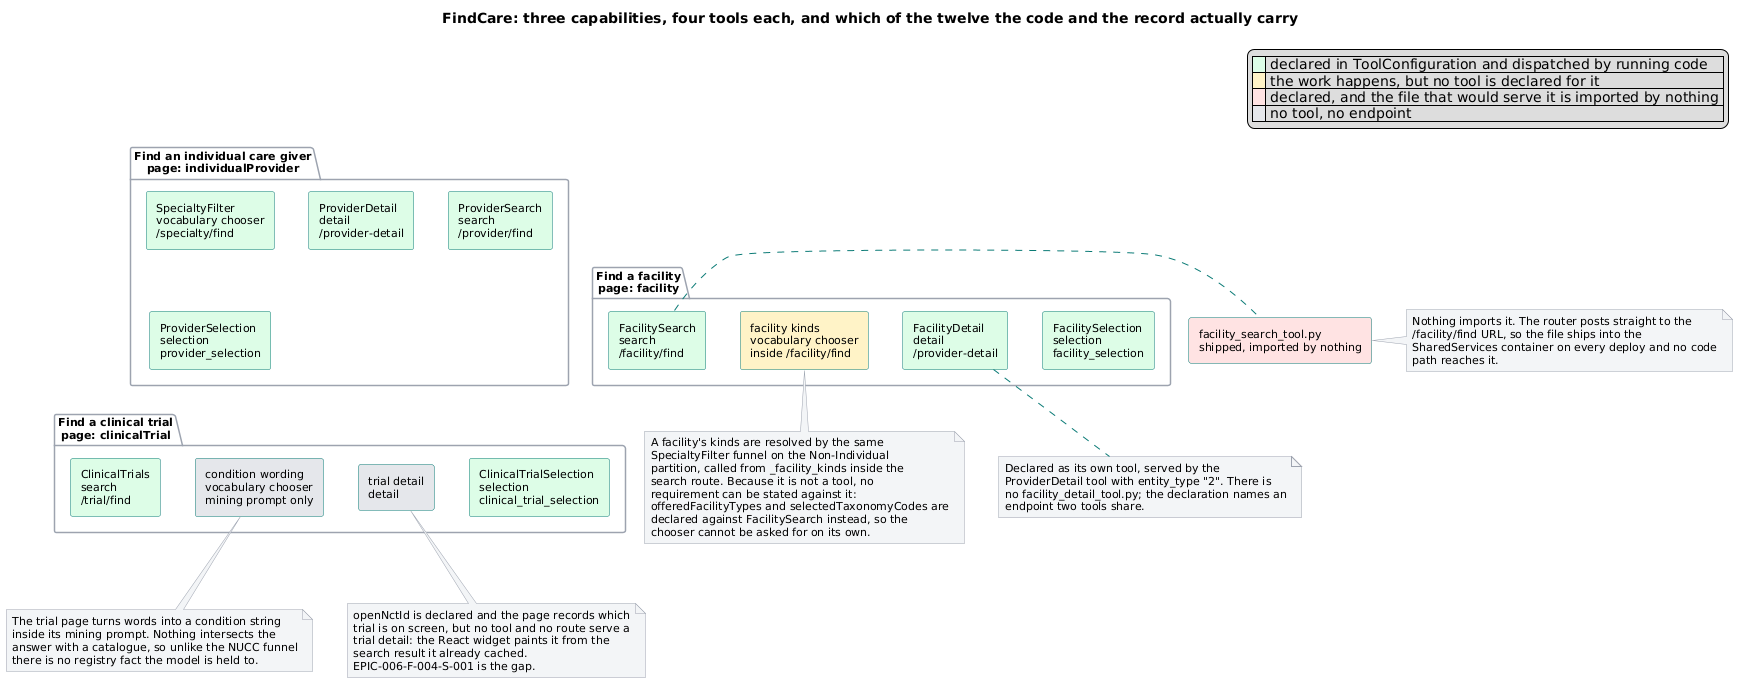 FindCare: three capabilities, four tools each, and which of the twelve the code and the record actually carry
declared in ToolConfiguration and dispatched by running code
the work happens, but no tool is declared for it
declared, and the file that would serve it is imported by nothing
no tool, no endpoint
Find an individual care giver
page: individualProvider
SpecialtyFilter
vocabulary chooser
/specialty/find
ProviderDetail
detail
/provider-detail
ProviderSearch
search
/provider/find
ProviderSelection
selection
provider_selection
Find a facility
page: facility
FacilitySearch
search
/facility/find
facility kinds
vocabulary chooser
inside /facility/find
FacilityDetail
detail
/provider-detail
FacilitySelection
selection
facility_selection
facility_search_tool.py
shipped, imported by nothing
Nothing imports it. The router posts straight to the
/facility/find URL, so the file ships into the
SharedServices container on every deploy and no code
path reaches it.
Find a clinical trial
page: clinicalTrial
ClinicalTrials
search
/trial/find
condition wording
vocabulary chooser
mining prompt only
trial detail
detail
ClinicalTrialSelection
selection
clinical_trial_selection
A facility's kinds are resolved by the same
SpecialtyFilter funnel on the Non-Individual
partition, called from _facility_kinds inside the
search route. Because it is not a tool, no
requirement can be stated against it:
offeredFacilityTypes and selectedTaxonomyCodes are
declared against FacilitySearch instead, so the
chooser cannot be asked for on its own.
Declared as its own tool, served by the
ProviderDetail tool with entity_type "2". There is
no facility_detail_tool.py; the declaration names an
endpoint two tools share.
The trial page turns words into a condition string
inside its mining prompt. Nothing intersects the
answer with a catalogue, so unlike the NUCC funnel
there is no registry fact the model is held to.
openNctId is declared and the page records which
trial is on screen, but no tool and no route serve a
trial detail: the React widget paints it from the
search result it already cached.
EPIC-006-F-004-S-001 is the gap.